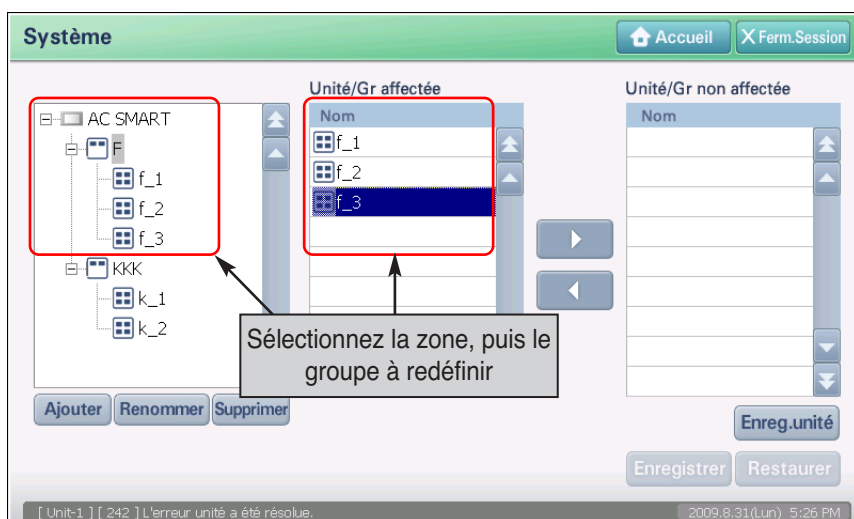 Système
Accueil
X Ferm.Session
AC SMART
F
f_1
f_2
f_3
KKK
k_1
k_2
Ajouter
Renommer
Supprimer
Unité/Gr affectée
Nom
f_1
f_2
f_3
Sélectionnez la zone, puis le
groupe à redéfinir
Unité/Gr non affectée
Nom
Enreg.unité
Enregistrer
Restaurer
[ Unit-1 ] [ 242 ] L'erreur unité a été résolue.
2009.8.31(Lun) 5:26 PM